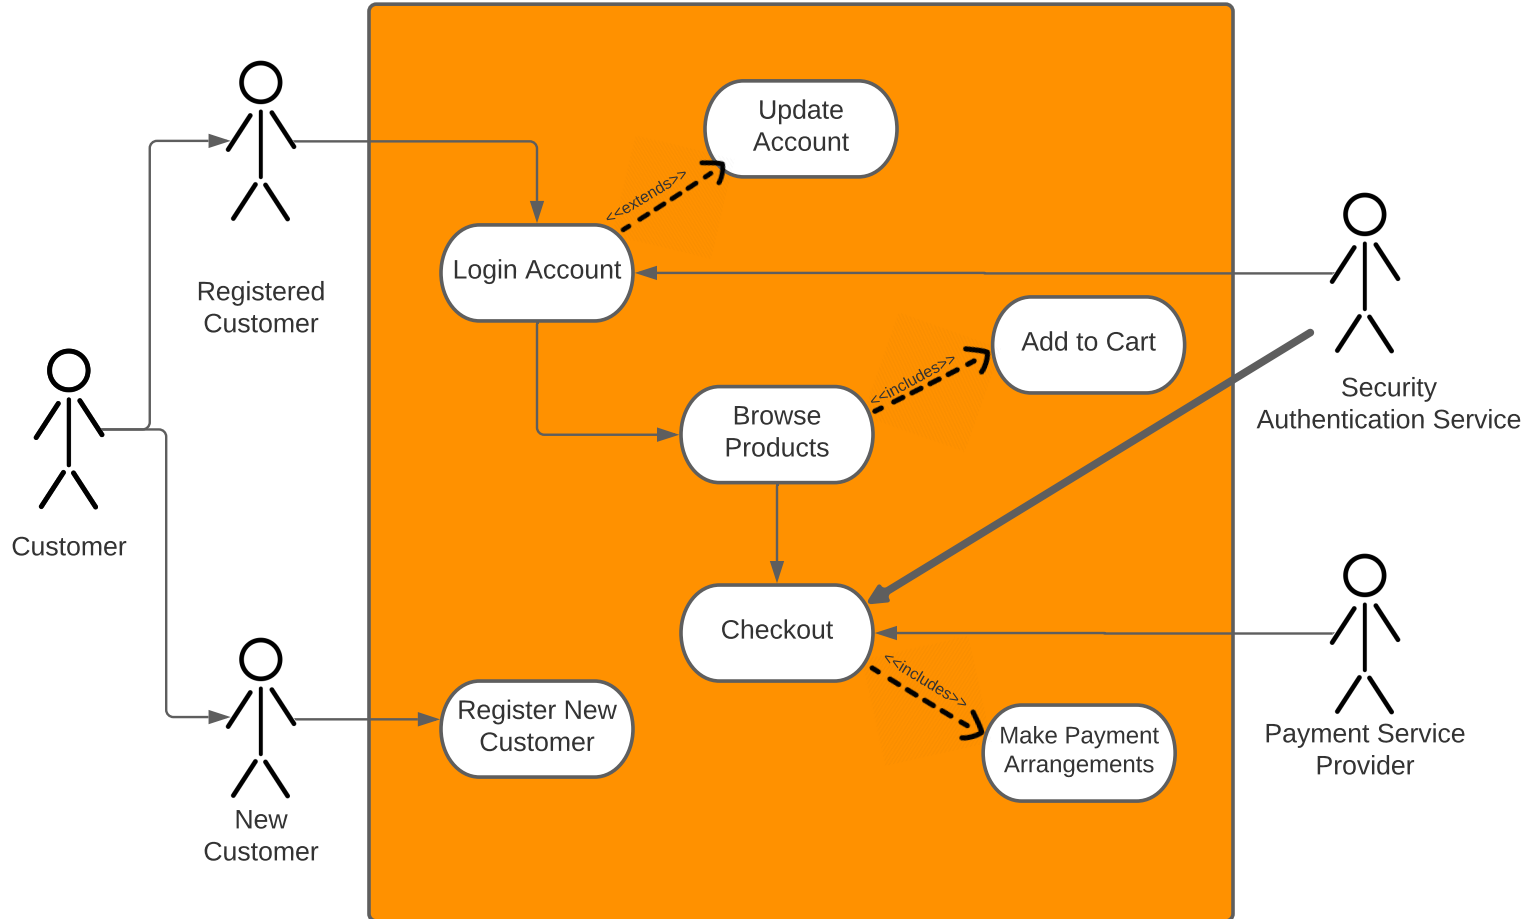 Update
Account
<<extends>>
Login Account
Registered
Customer
Add to Cart
<<includes>>
Security
Authentication Service
Browse
Products
Customer
Checkout
<<includes>>
Register New
Customer
Make Payment
Arrangements
Payment Service
Provider
New
Customer